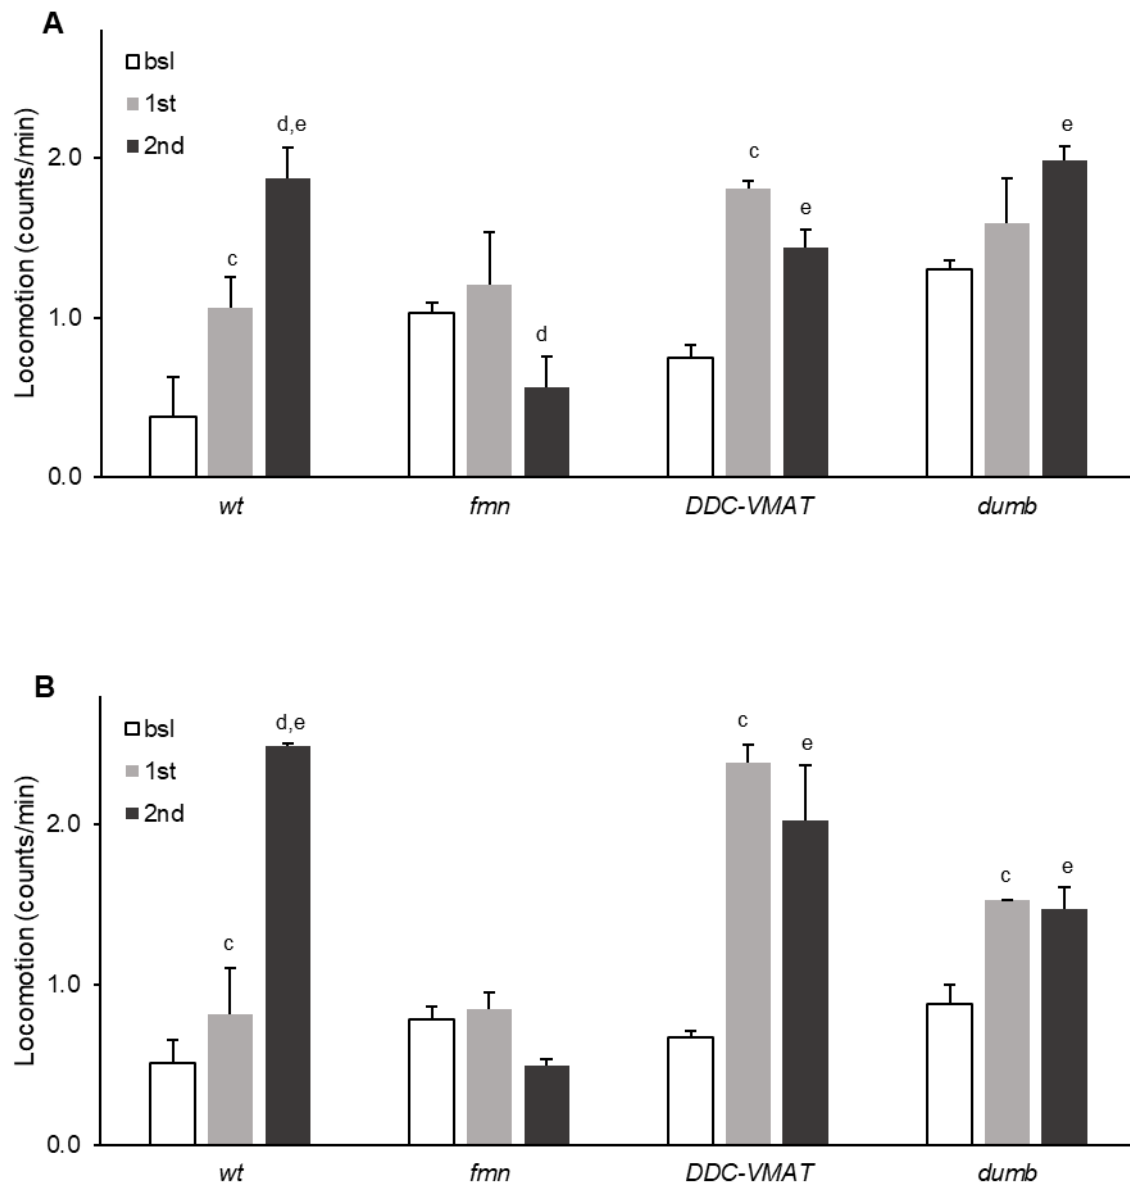 A
bsl
1st
2nd
Locomotion (counts/min)
2.0
1.0
0.0
c
d,e
d
c
e
e
wt
fmn
DDC-VMAT
dumb
B
bsl
1st
2nd
Locomotion (counts/min)
2.0
1.0
0.0
c
d,e
c
e
c
e
wt
fmn
DDC-VMAT
dumb